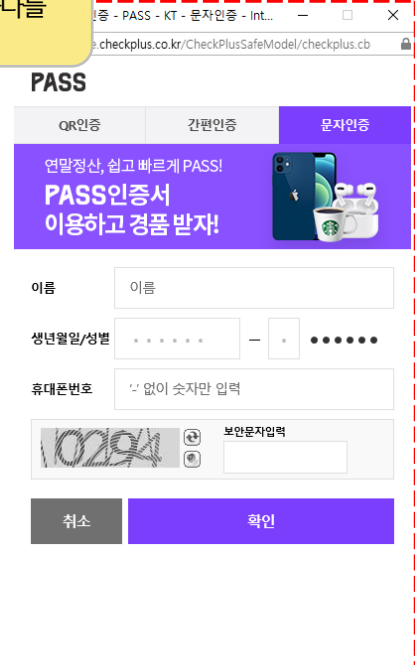 인증 - PASS - KT - 문자인증 - Int...
checkplus.co.kr/CheckPlusSafeModel/checkplus.cb
PASS
QR인증 간편인증 문자인증
연말정산, 쉽고 빠르게 PASS!
PASS인증서
이용하고 경품 받자!
이름 이름
생년월일/성별
휴대폰번호 '-' 없이 숫자만 입력
보안문자입력
0294
취소 확인